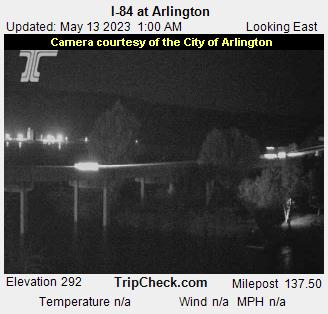 I-84 at Arlington
Updated: May 13 2023 1:00 AM Looking East
Camera courtesy of the City of Arlington
Elevation 292 TripCheck.com Milepost 137.50
Temperature n/a Wind n/a MPH n/a